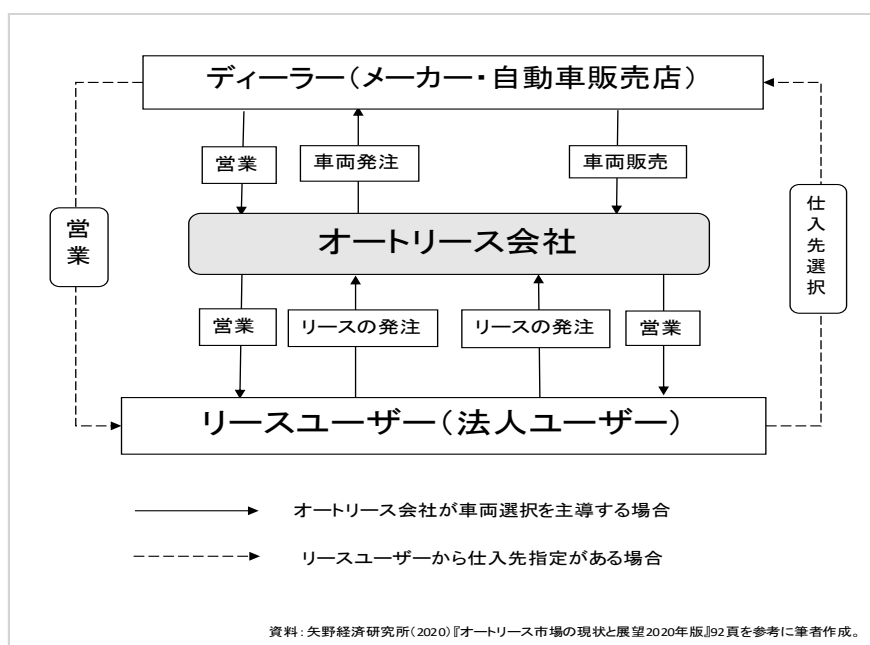 ディーラー（メーカー・自動車販売店）
営業
車両発注
車両販売
営業
仕入先選択
オートリース会社
営業
リースの発注
リースの発注
営業
リースユーザー（法人ユーザー）
オートリース会社が車両選択を主導する場合
リースユーザーから仕入先指定がある場合
資料：矢野経済研究所（2020）『オートリース市場の現状と展望2020年版』92頁を参考に筆者作成。